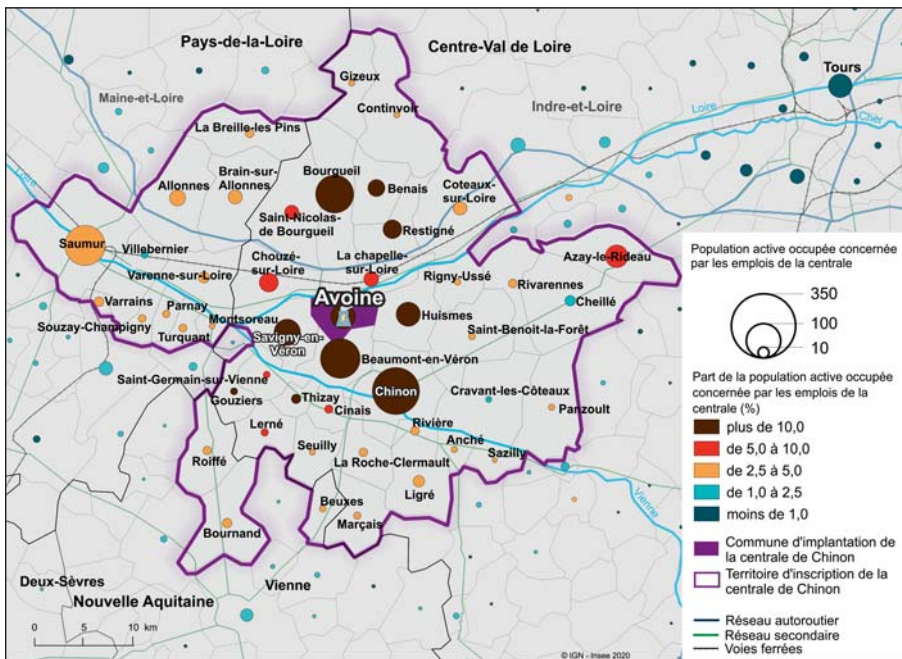 Pays-de-la-Loire
Centre-Val de Loire
Gizeux
Tours
Maine-et-Loire
Continvoir
Indre-et-Loire
Loire
Cher
La Breille-les Pins
Bourgueil
Brain-sur-
Allonnes
Allonnes
Benais
Coteaux-
sur-Loire
Loire
Saint-Nicolas-
de Bourgueil
Restigné
Saumur
Villebernier
Chouzé-
sur-Loire
La chapelle-
sur-Loire
Azay-le-Rideau
Varenne-sur-Loire
Rigny-Ussé
Rivarennes
Cheillé
Varrains
Parnay
Avoine
Souzay-Champigny
Montsoreau
Huismes
Turquant
Savigny-en-
Véron
Saint-Benoit-la-Forêt
Beaumont-en-Véron
Saint-Germain-sur-Vienne
Chinon
Cravant-les-Côteaux
Gouziers
Thizay
Cinais
Panzoult
Lerné
Rivière
Anché
Seuilly
Sazilly
Roiffé
La Roche-Clermault
Ligré
Beuxes
Marçais
Vienne
Bournand
Deux-Sèvres
Vienne
Nouvelle Aquitaine
0 5 10 km
© IGN - Insee 2020
Population active occupée concernée
par les emplois de la centrale
350
100
10
Part de la population active occupée
concernée par les emplois de la
centrale (%)
plus de 10,0
de 5,0 à 10,0
de 2,5 à 5,0
de 1,0 à 2,5
moins de 1,0
Commune d'implantation de
la centrale de Chinon
Territoire d'inscription de la
centrale de Chinon
Réseau autoroutier
Réseau secondaire
Voies ferrées